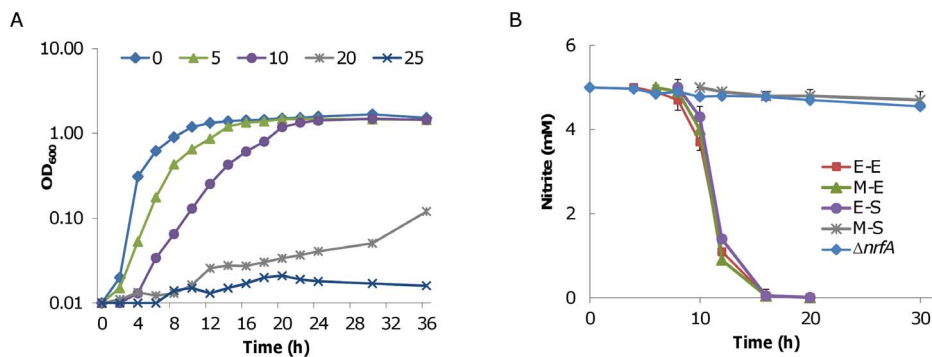 A
10.00
0 5 10 20 25
1.00
0.10
0.01
OD600
0 4 8 12 16 20 24 28 32 36
Time (h)
B
6
4
2
0
Nitrite (mM)
E-E
M-E
E-S
M-S
ΔnrfA
0 10 20 30
Time (h)